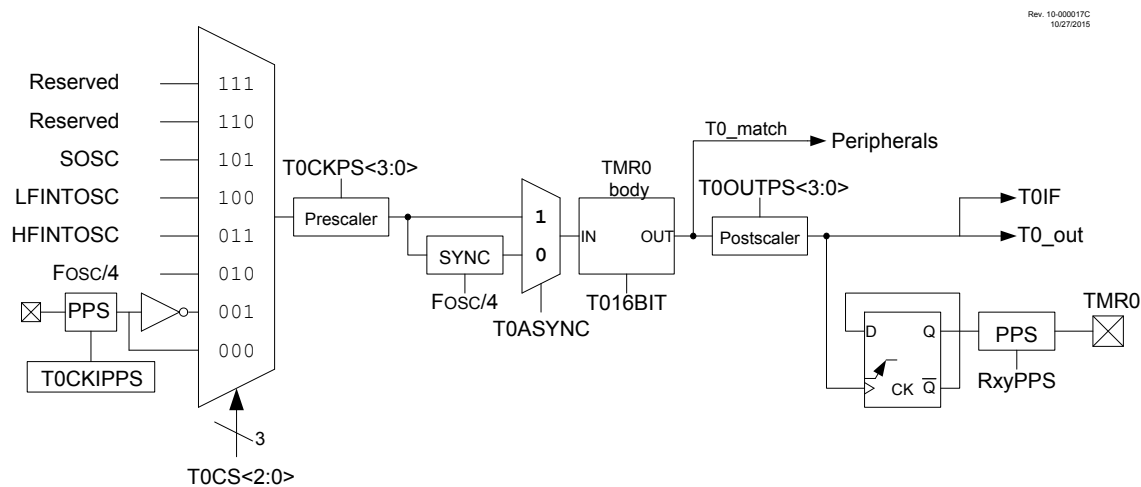 Rev. 10-000017C
10/27/2015
Reserved
111
Reserved
110
SOSC
101
LFINTOSC
100
HFINTOSC
011
FOSC/4
010
PPS
001
000
T0CKIPPS
3
T0CS<2:0>
T0CKPS<3:0>
Prescaler
SYNC
FOSC/4
1
0
T0ASYNC
TMR0
body
IN
OUT
T016BIT
T0_match
Peripherals
T0OUTPS<3:0>
Postscaler
T0IF
T0_out
D
Q
CK
Q̅
PPS
RxyPPS
TMR0